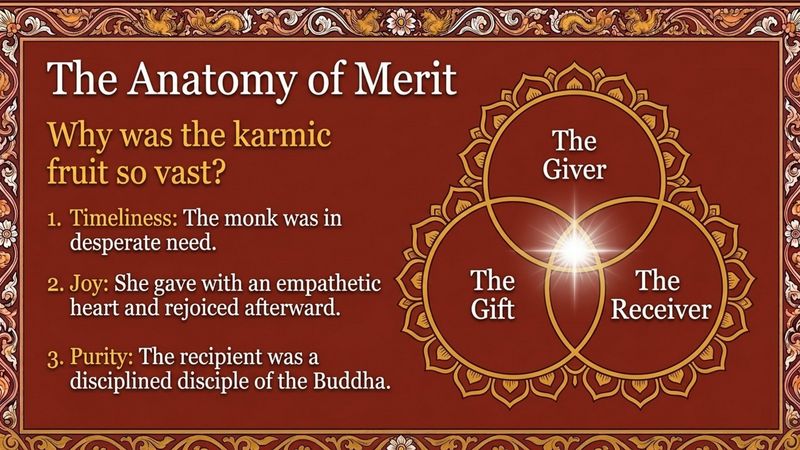 The Anatomy of Merit
Why was the karmic
fruit so vast?
1. Timeliness: The monk was in
desperate need.
2. Joy: She gave with an empathetic
heart and rejoiced afterward.
3. Purity: The recipient was a
disciplined disciple of the Buddha.
The
Giver
The
Gift
The
Receiver